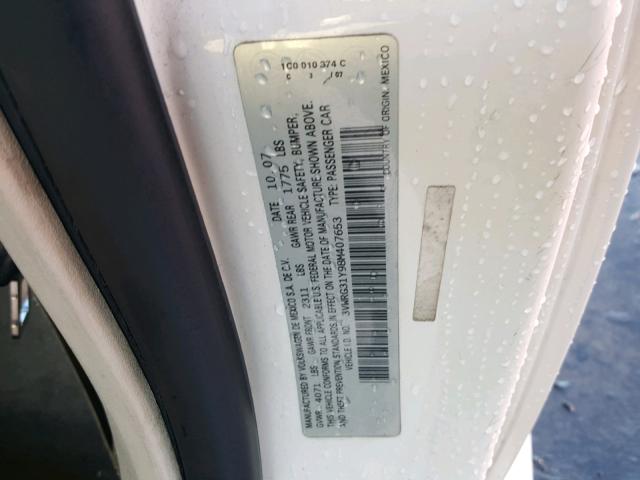 1C0 010 374 C
C 3 / 07
MANUFACTURED BY VOLKSWAGEN DE MEXICO S.A. DE C.V. DATE 10.07
GVWR 4071 LBS GAWR FRONT 2311 LBS GAWR REAR 1775 LBS
THIS VEHICLE CONFORMS TO ALL APPLICABLE U.S. FEDERAL MOTOR VEHICLE SAFETY, BUMPER,
AND THEFT PREVENTION STANDARDS, IN EFFECT ON THE DATE OF MANUFACTURE SHOWN ABOVE.
VEHICLE I.D. NO. 3VWRG31Y98M407653 TYPE: PASSENGER CAR
COUNTRY OF ORIGIN: MEXICO